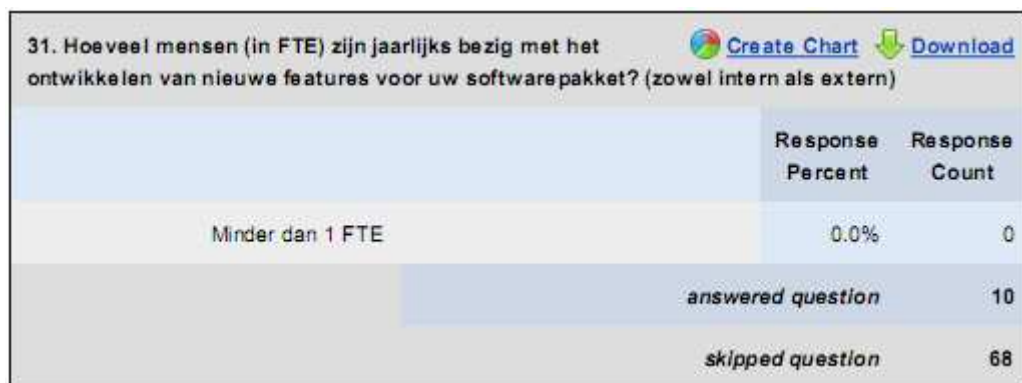 31. Hoeveel mensen (in FTE) zijn jaarlijks bezig met het
Create Chart Download
ontwikkelen van nieuwe features voor uw softwarepakket? (zowel intern als extern)
Response Percent
Response Count
Minder dan 1 FTE 0.0% 0
answered question 10
skipped question 68